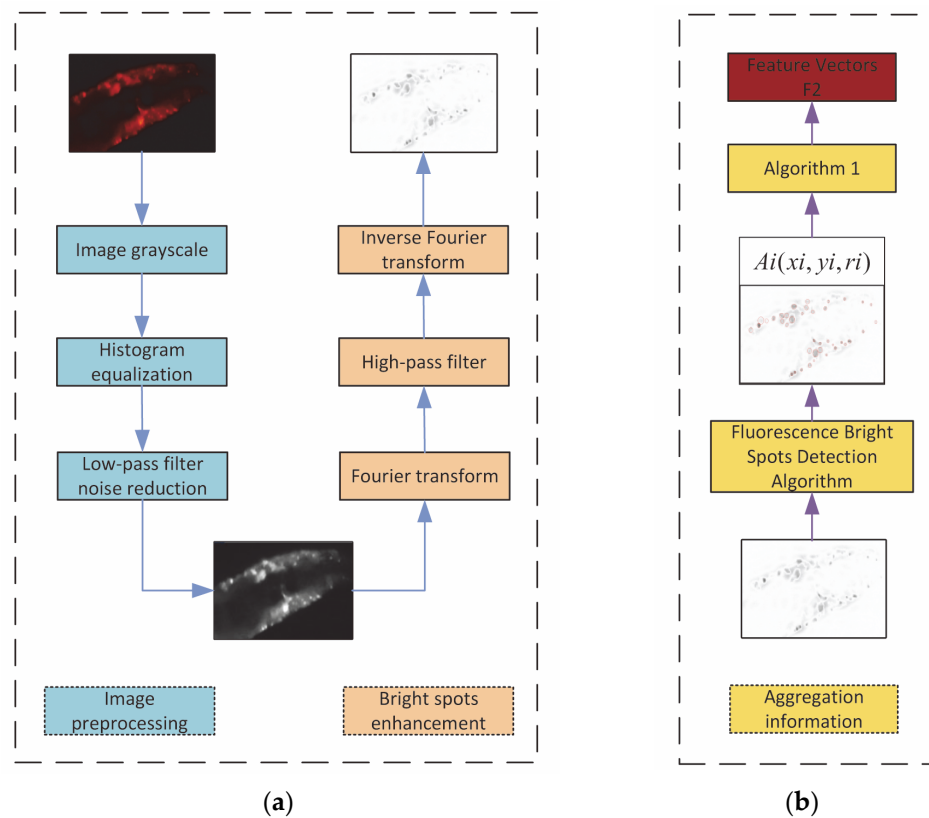 Image grayscale
Histogram
equalization
Low-pass filter
noise reduction
Inverse Fourier
transform
High-pass filter
Fourier transform
Image
preprocessing
Bright spots
enhancement
(a)
Feature Vectors
F2
Algorithm 1
Ai(xi, yi, ri)
Fluorescence Bright
Spots Detection
Algorithm
Aggregation
information
(b)